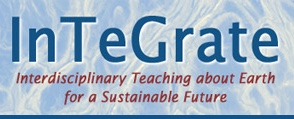 InTeGrate
Interdisciplinary Teaching about Earth
for a Sustainable Future